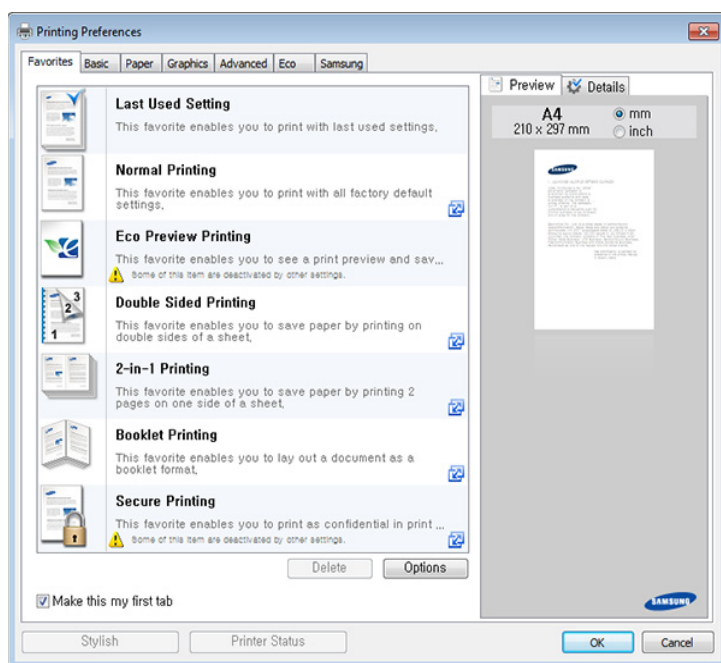 Printing Preferences
Favorites Basic Paper Graphics Advanced Eco Samsung
Last Used Setting
This favorite enables you to print with last used settings.
Normal Printing
This favorite enables you to print with all factory default
settings.
Eco Preview Printing
This favorite enables you to see a print preview and sav...
Some of this item are deactivated by other settings.
Double Sided Printing
This favorite enables you to save paper by printing on
double sides of a sheet.
1 2 3
2-in-1 Printing
This favorite enables you to save paper by printing 2
pages on one side of a sheet.
Booklet Printing
This favorite enables you to lay out a document as a
booklet format.
Secure Printing
This favorite enables you to print as confidential in print ...
Some of this item are deactivated by other settings.
Delete Options
Make this my first tab
Stylish Printer Status
Preview Details
A4
210 x 297 mm
mm
inch
SAMSUNG
SAMSUNG
OK Cancel